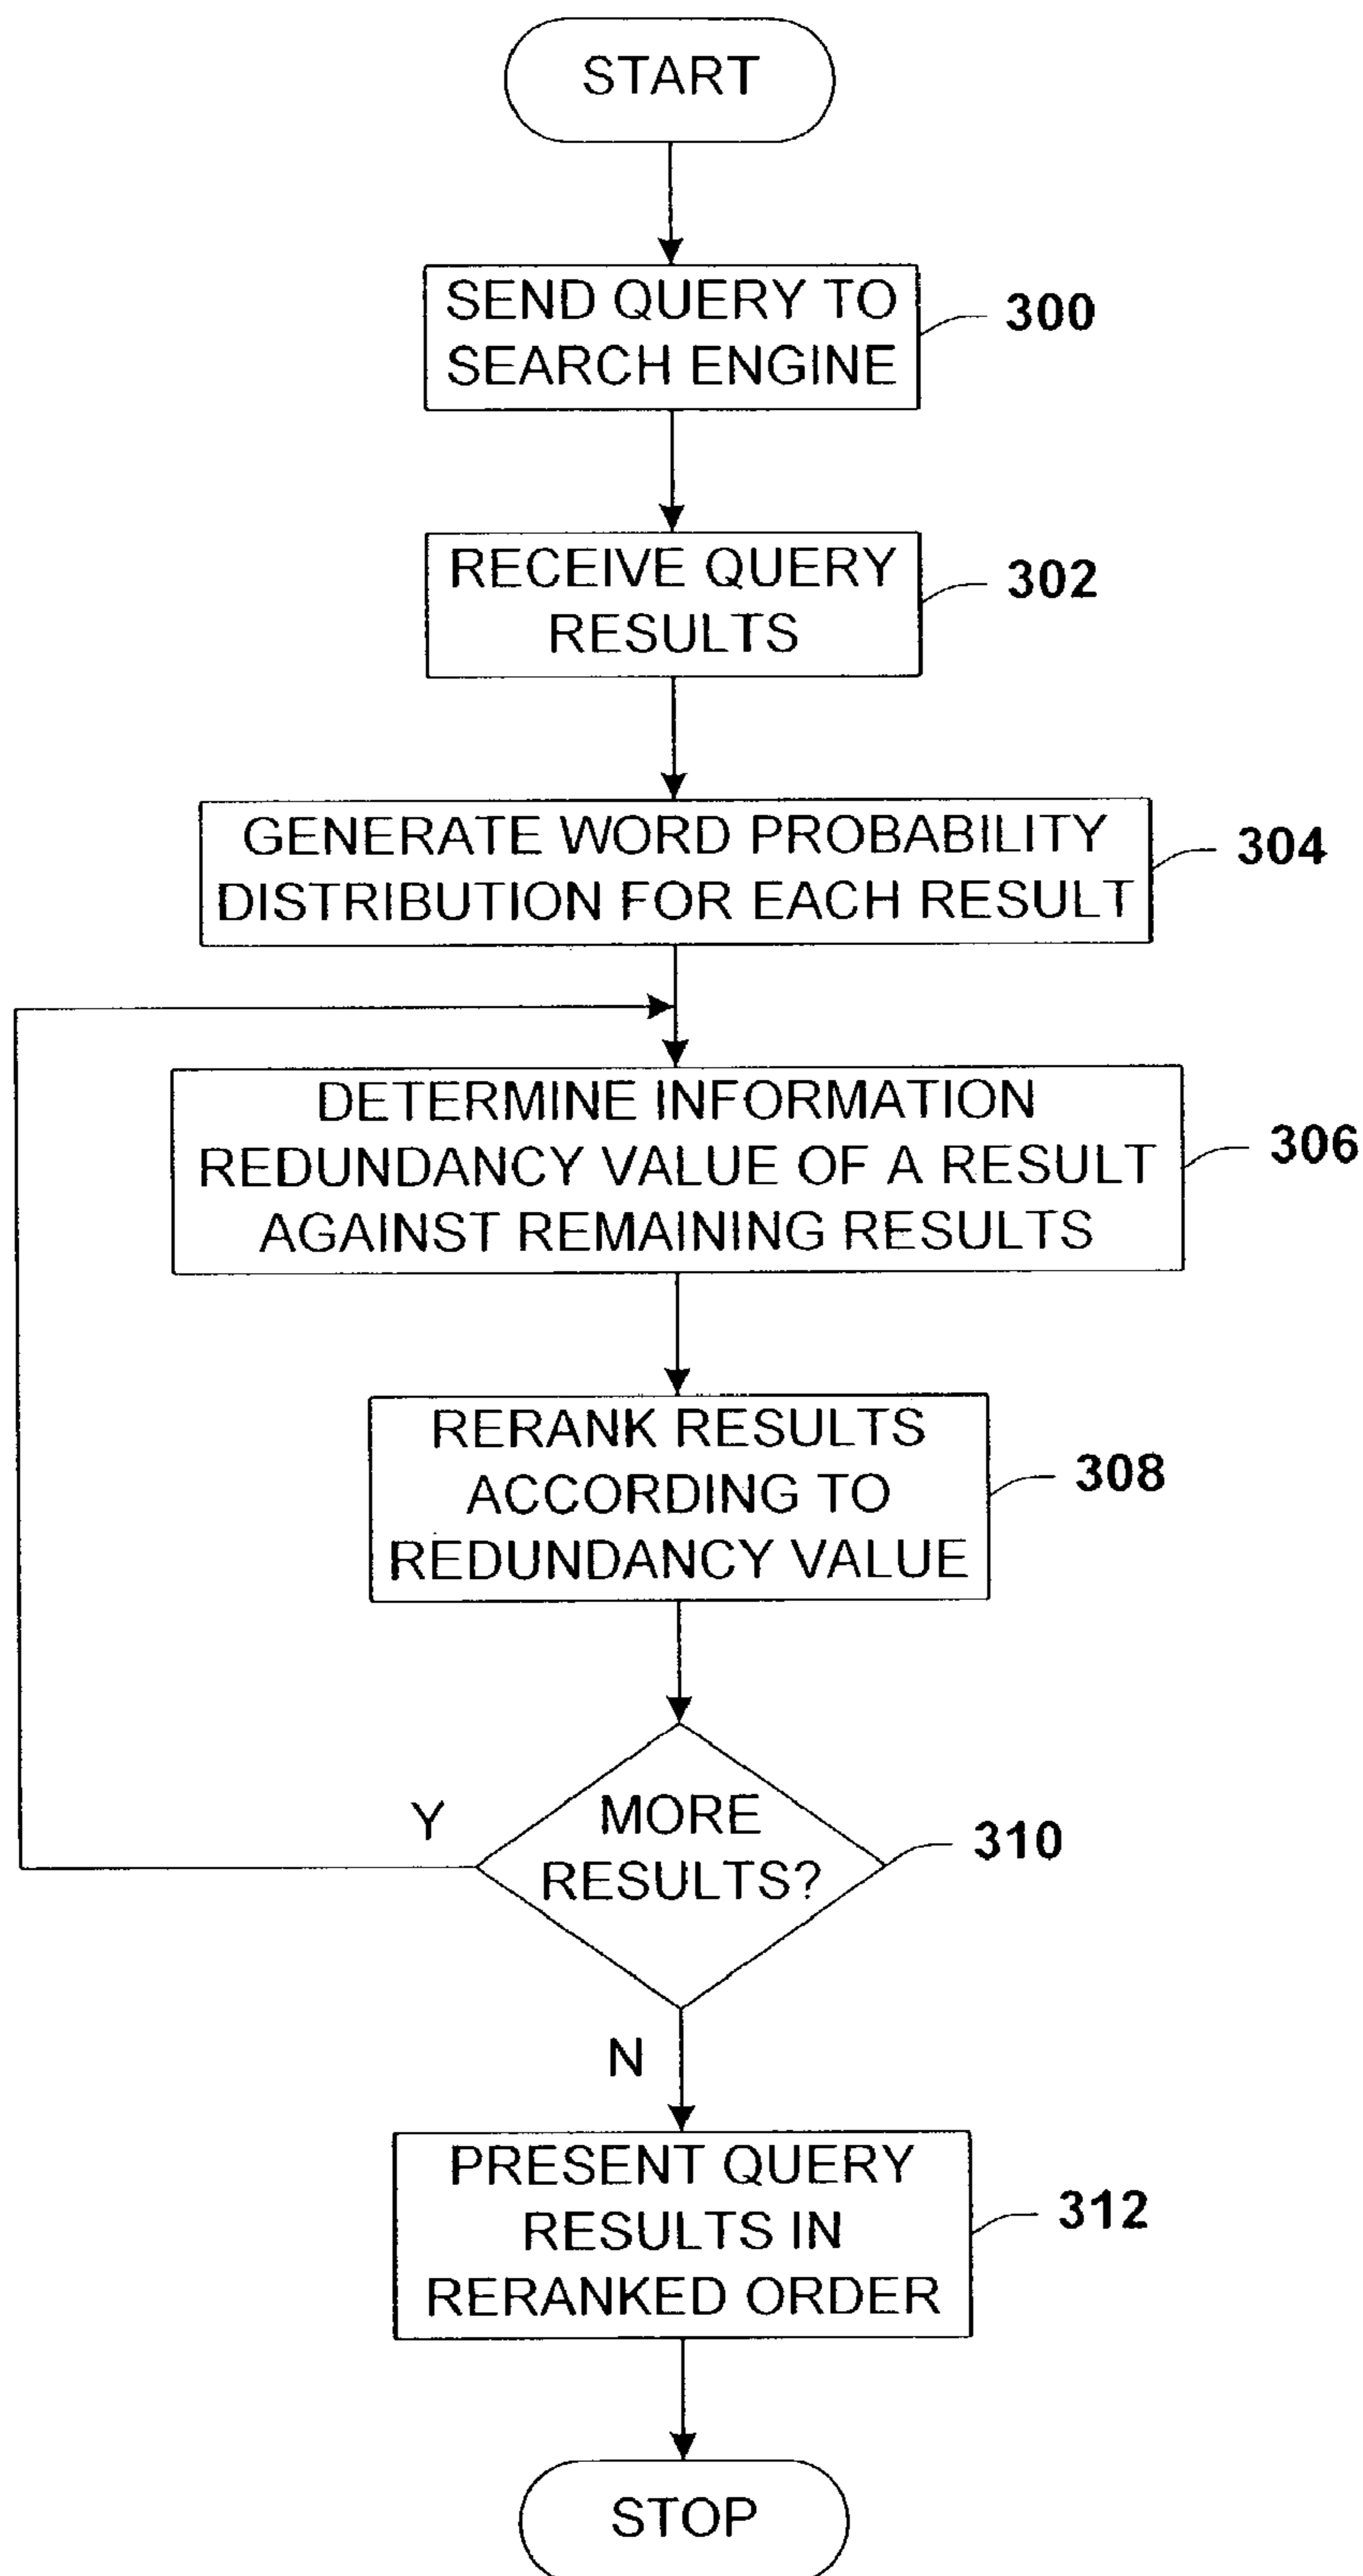 START
SEND QUERY TO
SEARCH ENGINE
300
RECEIVE QUERY
RESULTS
302
GENERATE WORD PROBABILITY
DISTRIBUTION FOR EACH RESULT
304
DETERMINE INFORMATION
REDUNDANCY VALUE OF A RESULT
AGAINST REMAINING RESULTS
306
RERANK RESULTS
ACCORDING TO
REDUNDANCY VALUE
308
MORE
RESULTS?
310
Y
N
PRESENT QUERY
RESULTS IN
RERANKED ORDER
312
STOP